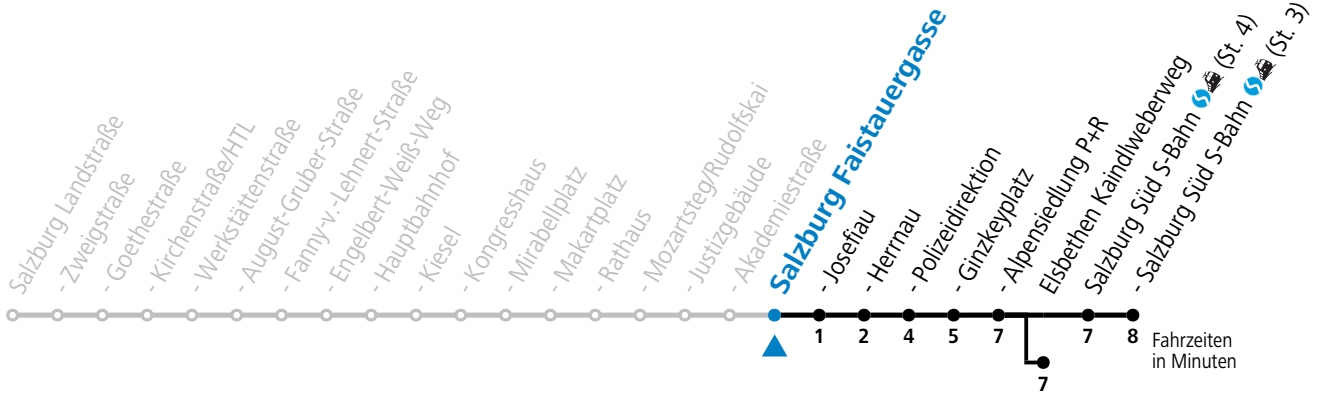 Salzburg Landstraße
- Zweigstraße
- Goethestraße
- Kirchenstraße/HTL
- Werkstättenstraße
- August-Gruber-Straße
- Fanny-v.-Lehnert-Straße
- Engelbert-Weiß-Weg
- Hauptbahnhof
- Kiesel
- Kongresshaus
- Mirabellplatz
- Makartplatz
- Rathaus
- Mozartsteg/Rudolfskai
- Justizgebäude
- Akademiestraße
Salzburg Faistauergasse
- Josefiau
- Herrnau
- Polizeidirektion
- Ginzkeyplatz
- Alpensiedlung P+R
Elsbethen Kaindlweberweg
Salzburg Süd S-Bahn (St. 4)
- Salzburg Süd S-Bahn (St. 3)
1 2 4 5 7 7 8
Fahrzeiten
in Minuten
7